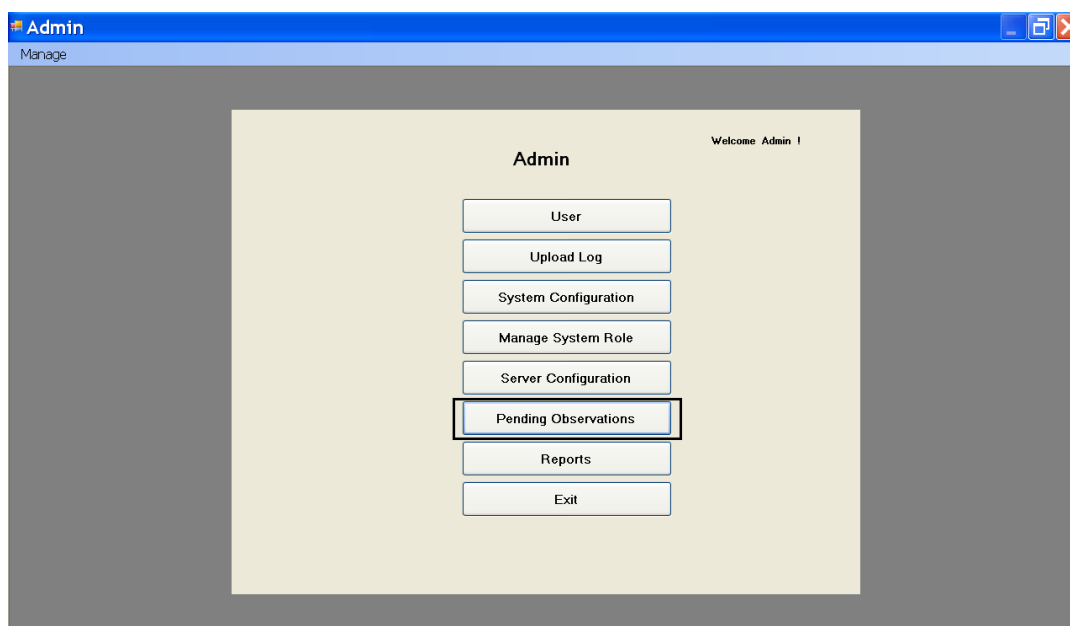 Admin
Manage
Welcome Admin !
Admin
User
Upload Log
System Configuration
Manage System Role
Server Configuration
Pending Observations
Reports
Exit